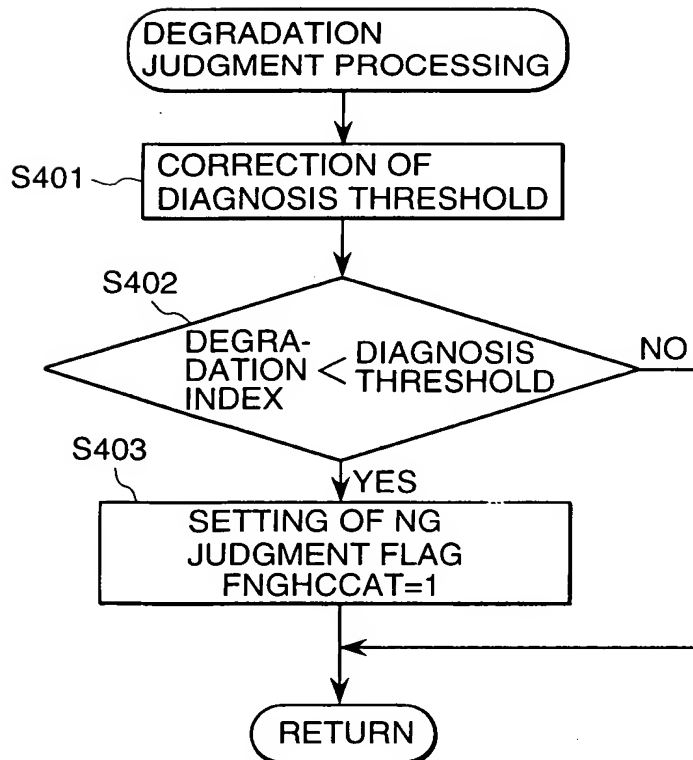 DEGRADATION
JUDGMENT PROCESSING
S401
CORRECTION OF
DIAGNOSIS THRESHOLD
S402
DEGRA-
DATION
INDEX
<
DIAGNOSIS
THRESHOLD
NO
S403
YES
SETTING OF NG
JUDGMENT FLAG
FNGHCCAT=1
RETURN